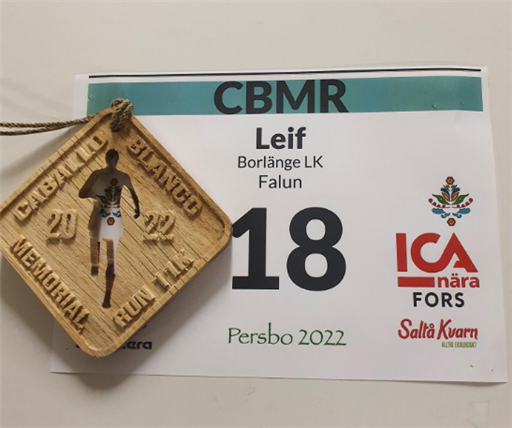 CBMR
Leif
Borlänge LK
Falun
18
Persbo 2022
ICA
nära
FORS
Saltå Kvarn
CABALLO
BLANCO
20 22
MEMORIAL
RUN 11K